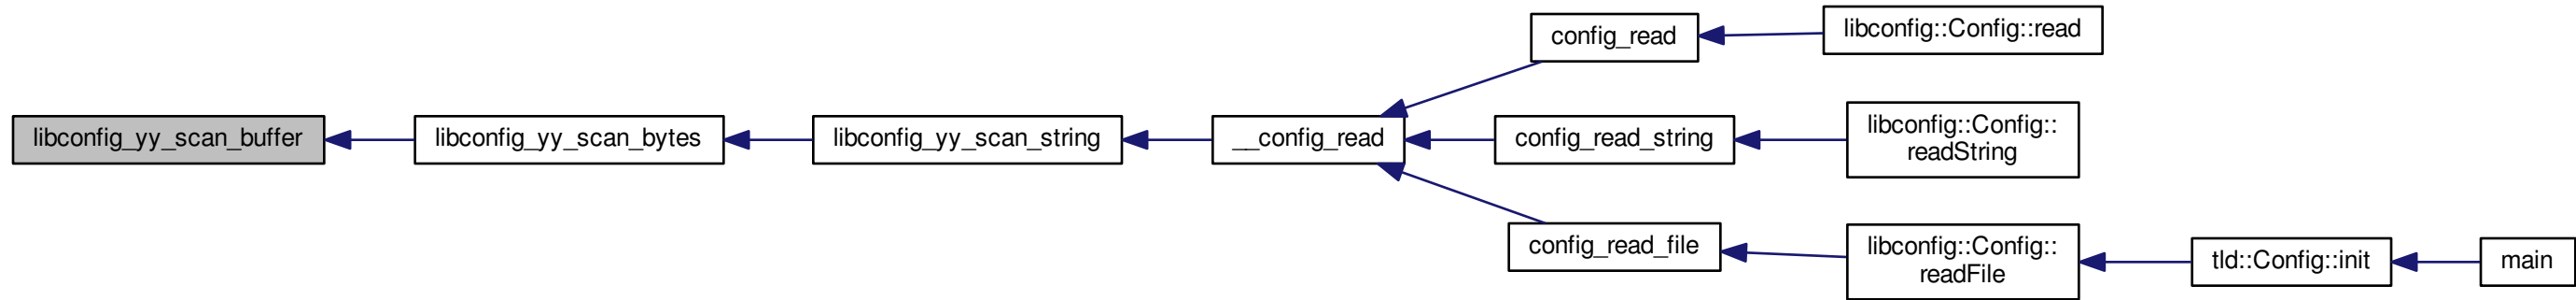 libconfig_yy_scan_buffer
libconfig_yy_scan_bytes
libconfig_yy_scan_string
__config_read
config_read
libconfig::Config::read
config_read_string
libconfig::Config::
readString
config_read_file
libconfig::Config::
readFile
tld::Config::init
main